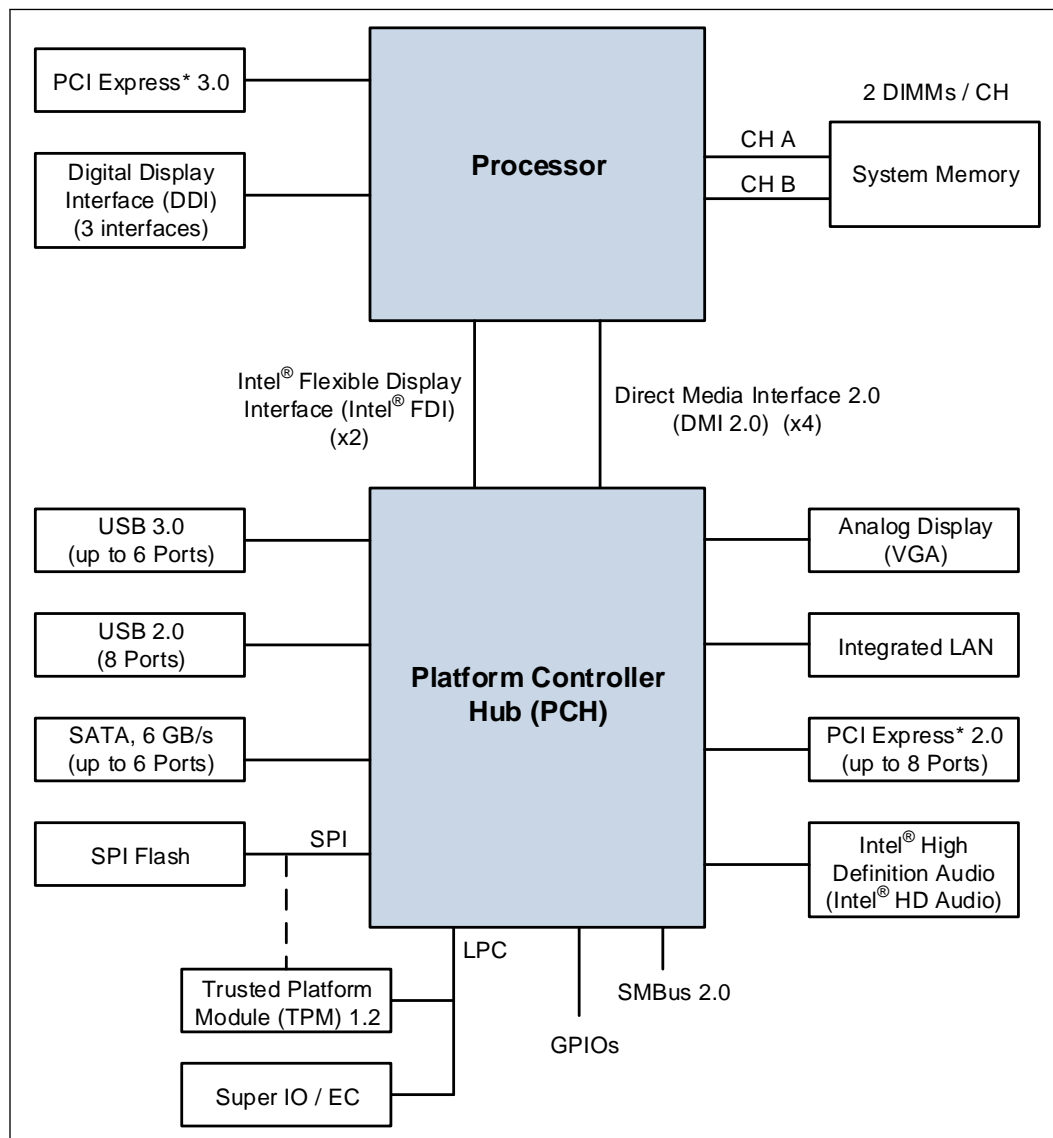 PCI Express* 3.0
Digital Display
Interface (DDI)
(3 interfaces)
Processor
2 DIMMs / CH
CH A
CH B
System Memory
Intel® Flexible Display
Interface (Intel® FDI)
(x2)
Direct Media Interface 2.0
(DMI 2.0) (x4)
USB 3.0
(up to 6 Ports)
USB 2.0
(8 Ports)
SATA, 6 GB/s
(up to 6 Ports)
SPI Flash
SPI
Platform Controller
Hub (PCH)
Analog Display
(VGA)
Integrated LAN
PCI Express* 2.0
(up to 8 Ports)
Intel® High
Definition Audio
(Intel® HD Audio)
LPC
Trusted Platform
Module (TPM) 1.2
Super IO / EC
GPIOs
SMBus 2.0